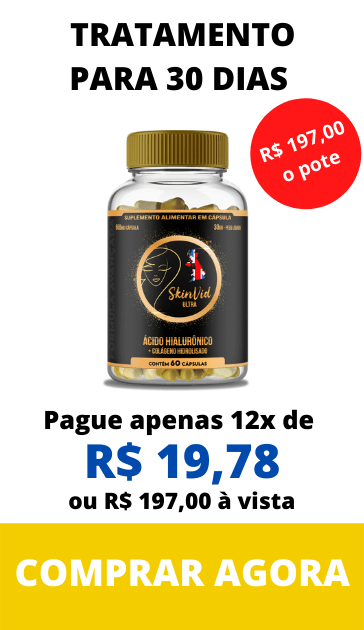 TRATAMENTO
PARA 30 DIAS
R$ 197,00
o pote
SUPLEMENTO ALIMENTAR EM CÁPSULA
SkinVid
ULTRA
ÁCIDO HIALURÔNICO
+ COLÁGENO HIDROLISADO
CONTÉM 60 CÁPSULAS
Pague apenas 12x de
R$ 19,78
ou R$ 197,00 à vista
COMPRAR AGORA